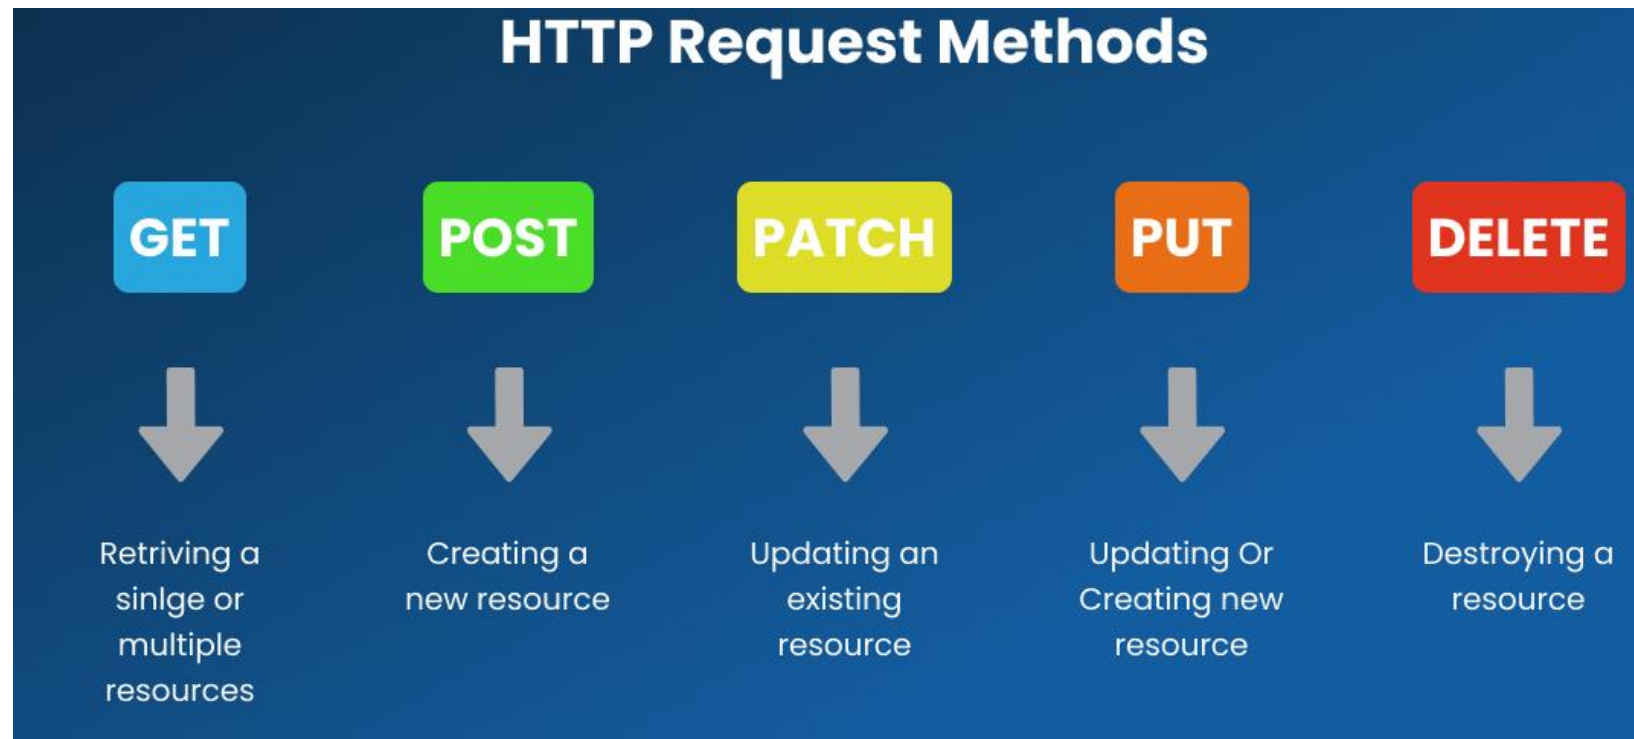 HTTP Request Methods
GET
POST
PATCH
PUT
DELETE
Retriving a
sinlge or
multiple
resources
Creating a
new resource
Updating an
existing
resource
Updating Or
Creating new
resource
Destroying a
resource